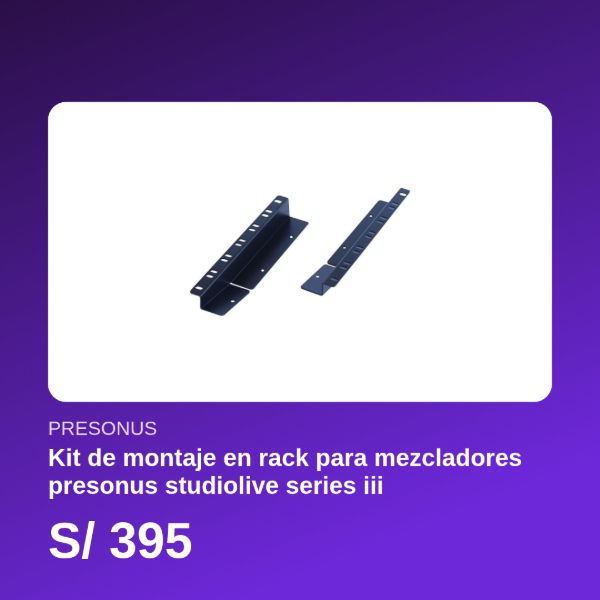 PRESONUS
Kit de montaje en rack para mezcladores
presonus studiolive series iii
S/ 395